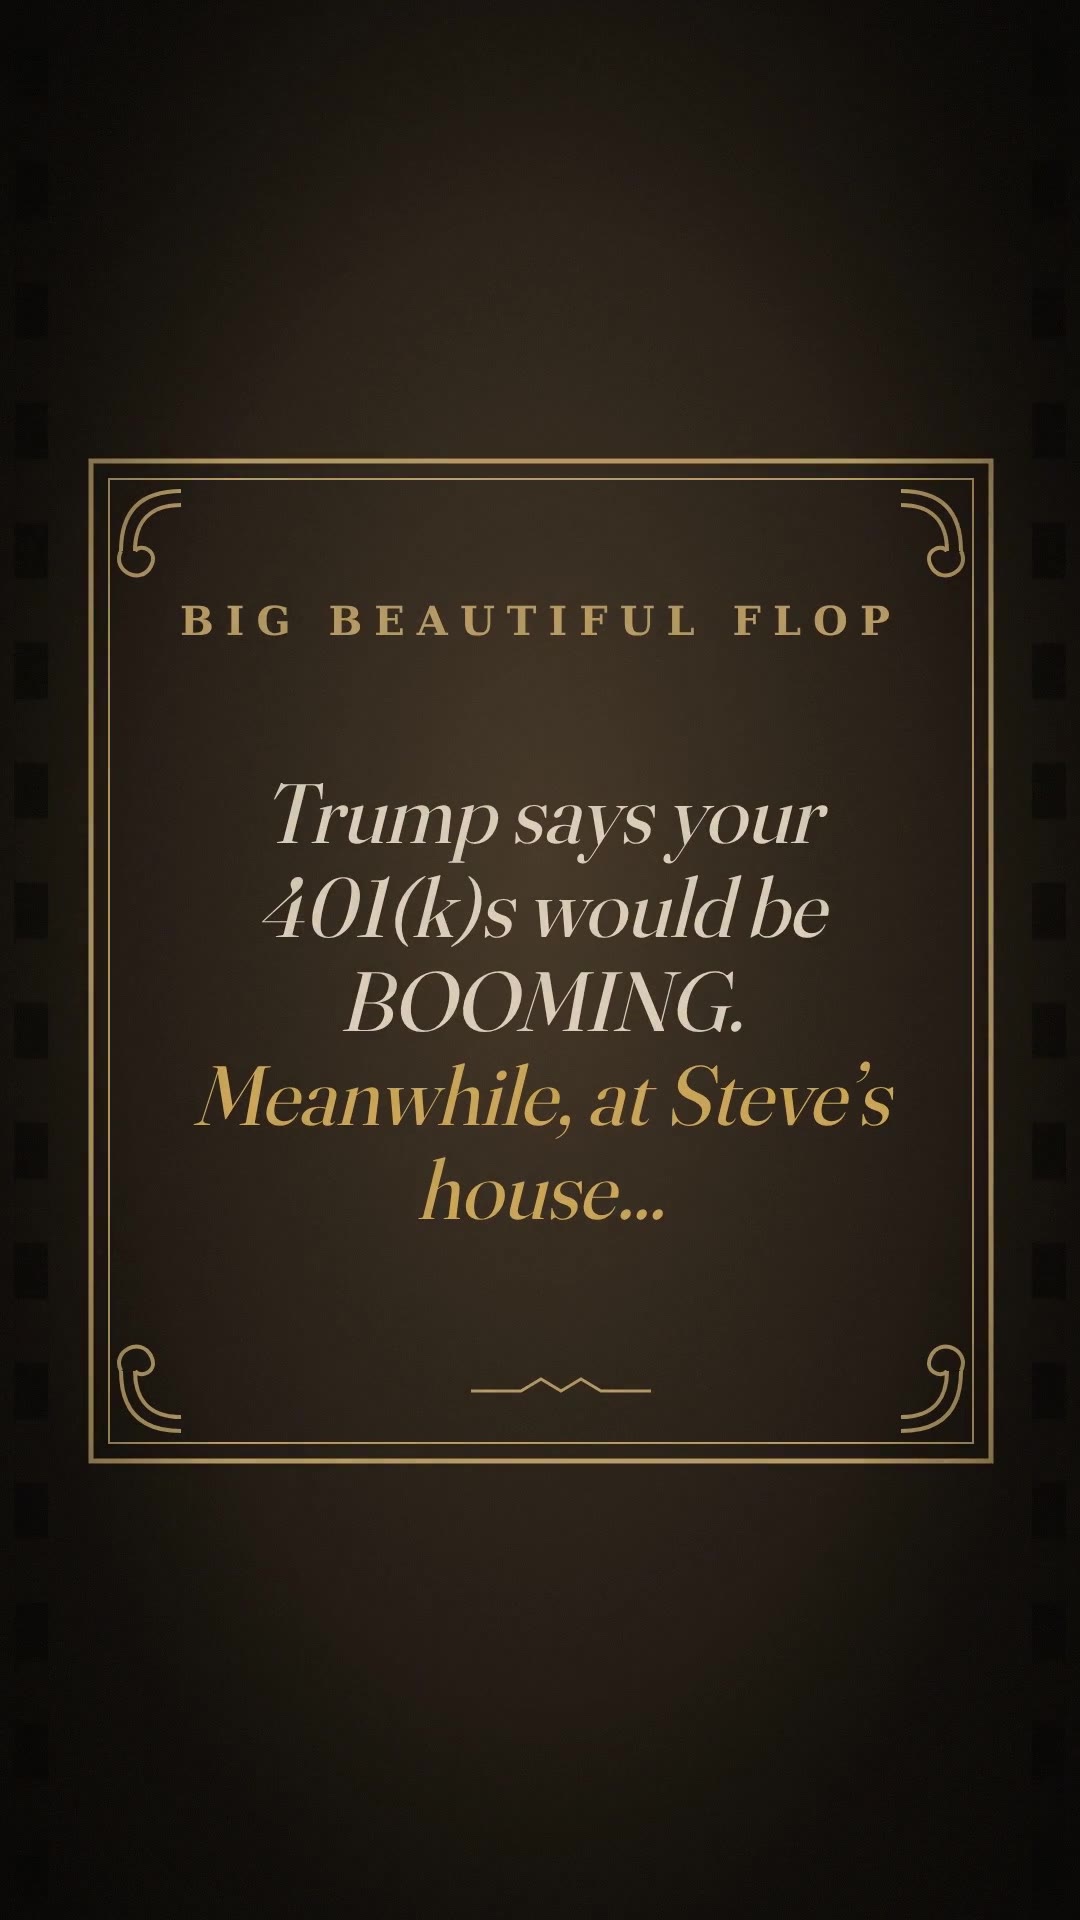 BIG BEAUTIFUL FLOP
Trump says your
401(k)s would be
BOOMING.
Meanwhile, at Steve’s
house...